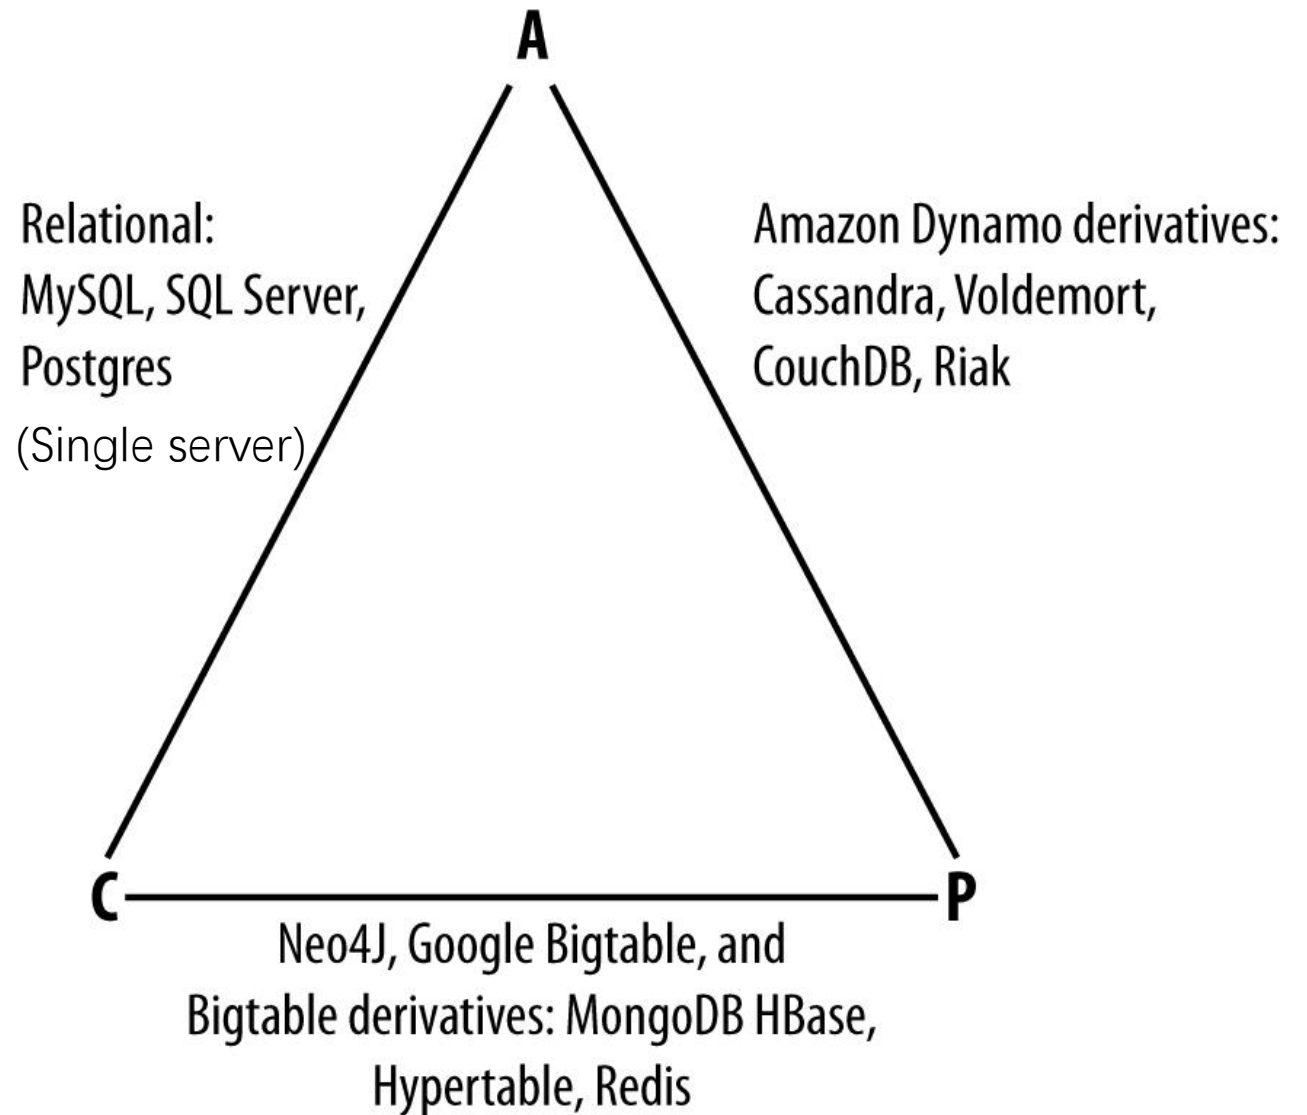 A
Relational:
MySQL, SQL Server,
Postgres
(Single server)
Amazon Dynamo derivatives:
Cassandra, Voldemort,
CouchDB, Riak
C
P
Neo4J, Google Bigtable, and
Bigtable derivatives: MongoDB HBase,
Hypertable, Redis